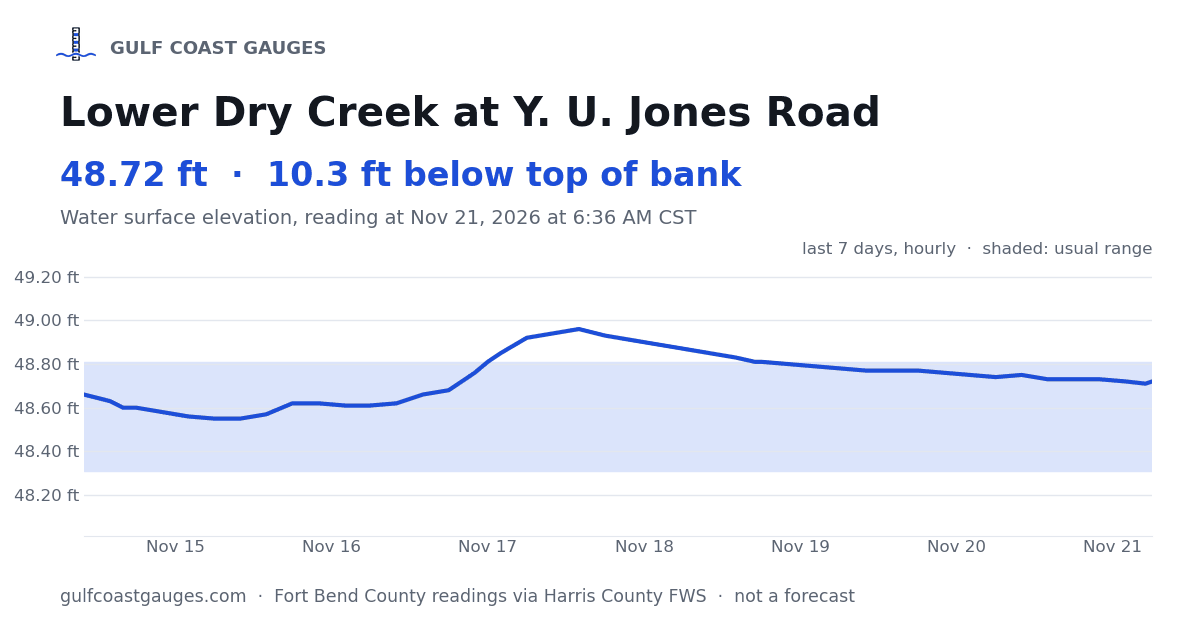 GULF COAST GAUGES
Lower Dry Creek at Y. U. Jones Road
48.72 ft · 10.3 ft below top of bank
Water surface elevation, reading at Nov 21, 2026 at 6:36 AM CST
last 7 days, hourly · shaded: usual range
49.20 ft
49.00 ft
48.80 ft
48.60 ft
48.40 ft
48.20 ft
Nov 15 Nov 16 Nov 17 Nov 18 Nov 19 Nov 20 Nov 21
gulfcoastgauges.com · Fort Bend County readings via Harris County FWS · not a forecast